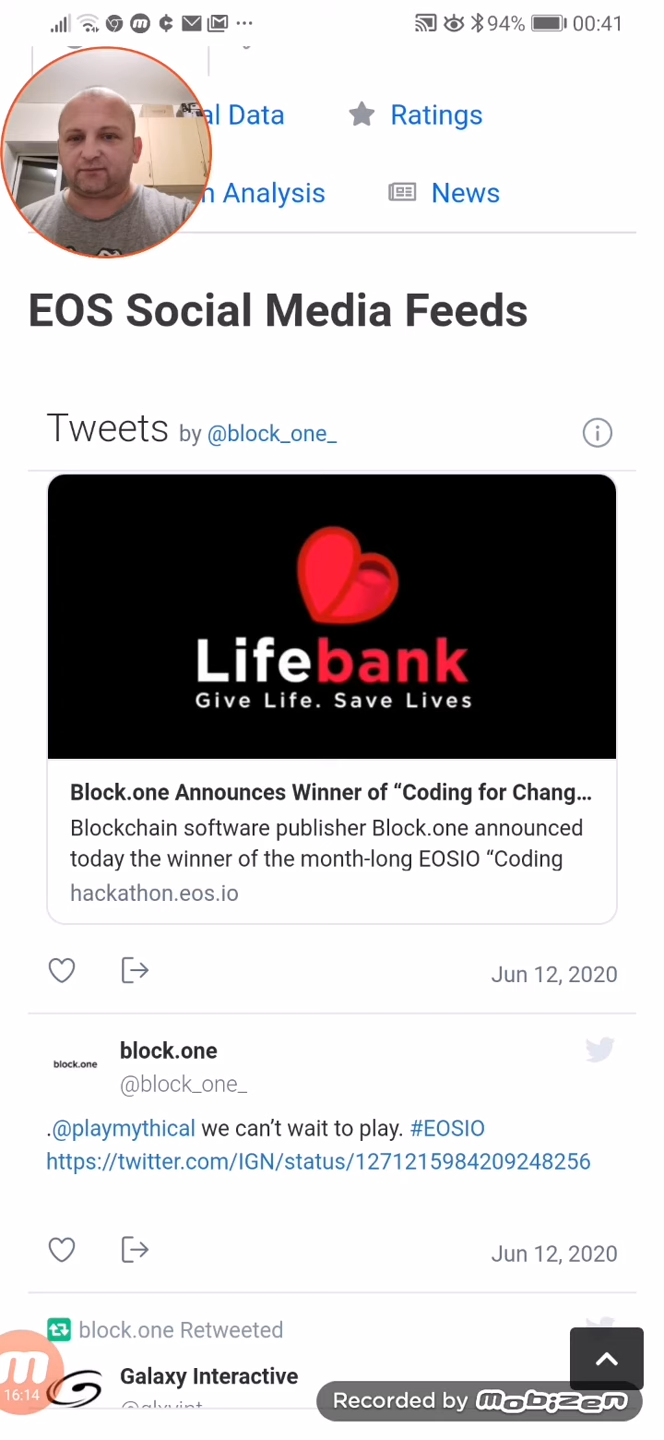 94% 00:41
al Data Ratings
n Analysis News
EOS Social Media Feeds
Tweets by @block_one_
Lifebank
Give Life. Save Lives
Block.one Announces Winner of “Coding for Chang...
Blockchain software publisher Block.one announced
today the winner of the month-long EOSIO “Coding
hackathon.eos.io
Jun 12, 2020
block.one
block.one
@block_one_
.@playmythical we can’t wait to play. #EOSIO
https://twitter.com/IGN/status/1271215984209248256
Jun 12, 2020
block.one Retweeted
Galaxy Interactive
16:14
Recorded by mobizen